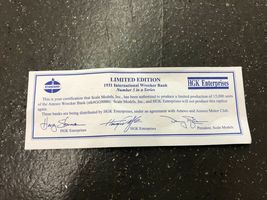 STANDARD
LIMITED EDITION
1931 International Wrecker Bank
Number 5 in a Series
HGK Enterprises
This is your certification that Scale Models, Inc., has been authorized to produce a limited production of 15,000 units
of the Amoco Wrecker Bank Scale Models, Inc., and HGK Enterprises will not produce this replica
again.
These banks are being distributed by HGK Enterprises, under an agreement with Amoco and Amoco Motor Club.
HGK Enterprises
HGK Enterprises
President, Scale Models